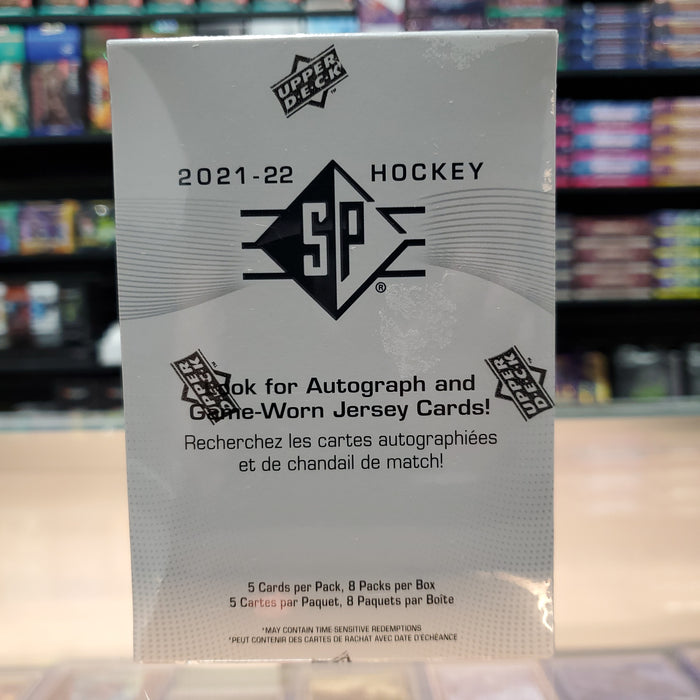 UPPER
D·E·C·K
2021-22 HOCKEY
SP
Look for Autograph and
Game-Worn Jersey Cards!
Recherchez les cartes autographiées
et de chandail de match!
UPPER
DECK
UPPER
DECK
5 Cards per Pack, 8 Packs per Box
5 Cartes par Paquet, 8 Paquets par Boîte
*MAY CONTAIN TIME SENSITIVE REDEMPTIONS
*PEUT CONTENIR DES CARTES DE RACHAT AVEC DATE D'ÉCHÉANCE